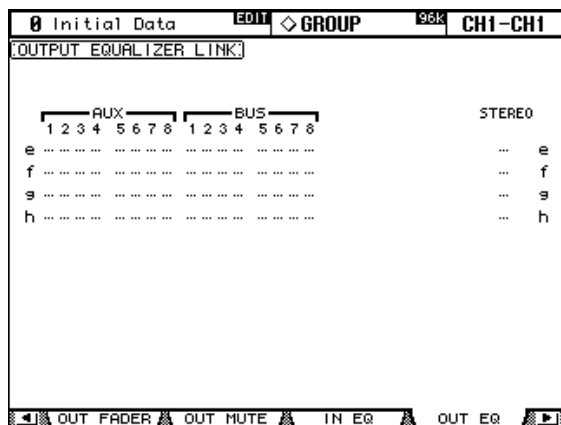 0 Initial Data EDIT ◇GROUP 96k CH1-CH1
OUTPUT EQUALIZER LINK
AUX BUS STEREO
1 2 3 4 5 6 7 8 1 2 3 4 5 6 7 8
e e
f f
g g
h h
OUT FADER OUT MUTE IN EQ OUT EQ